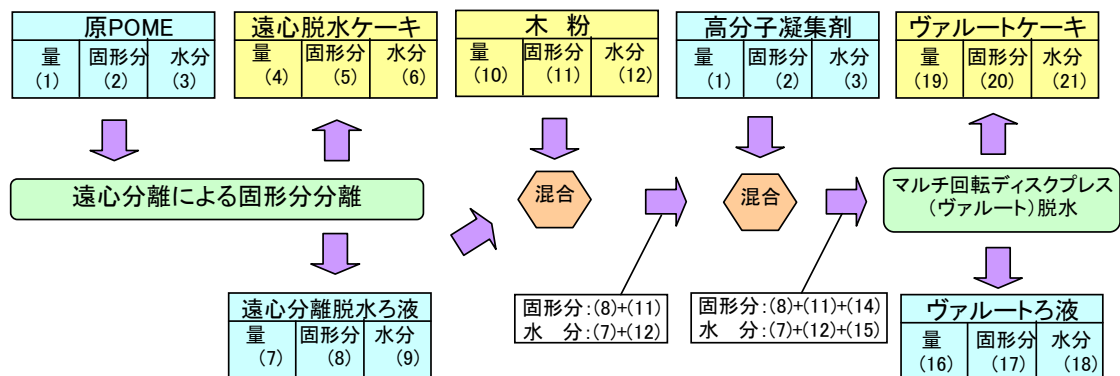 原POME
量 固形分 水分
(1) (2) (3)
遠心脱水ケーキ
量 固形分 水分
(4) (5) (6)
木 粉
量 固形分 水分
(10) (11) (12)
高分子凝集剤
量 固形分 水分
(1) (2) (3)
ヴァルートケーキ
量 固形分 水分
(19) (20) (21)
遠心分離による固形分分離
混合
混合
マルチ回転ディスクプレス
(ヴァルート)脱水
遠心分離脱水ろ液
量 固形分 水分
(7) (8) (9)
固形分:(8)+(11)
水 分:(7)+(12)
固形分:(8)+(11)+(14)
水 分:(7)+(12)+(15)
ヴァルートろ液
量 固形分 水分
(16) (17) (18)